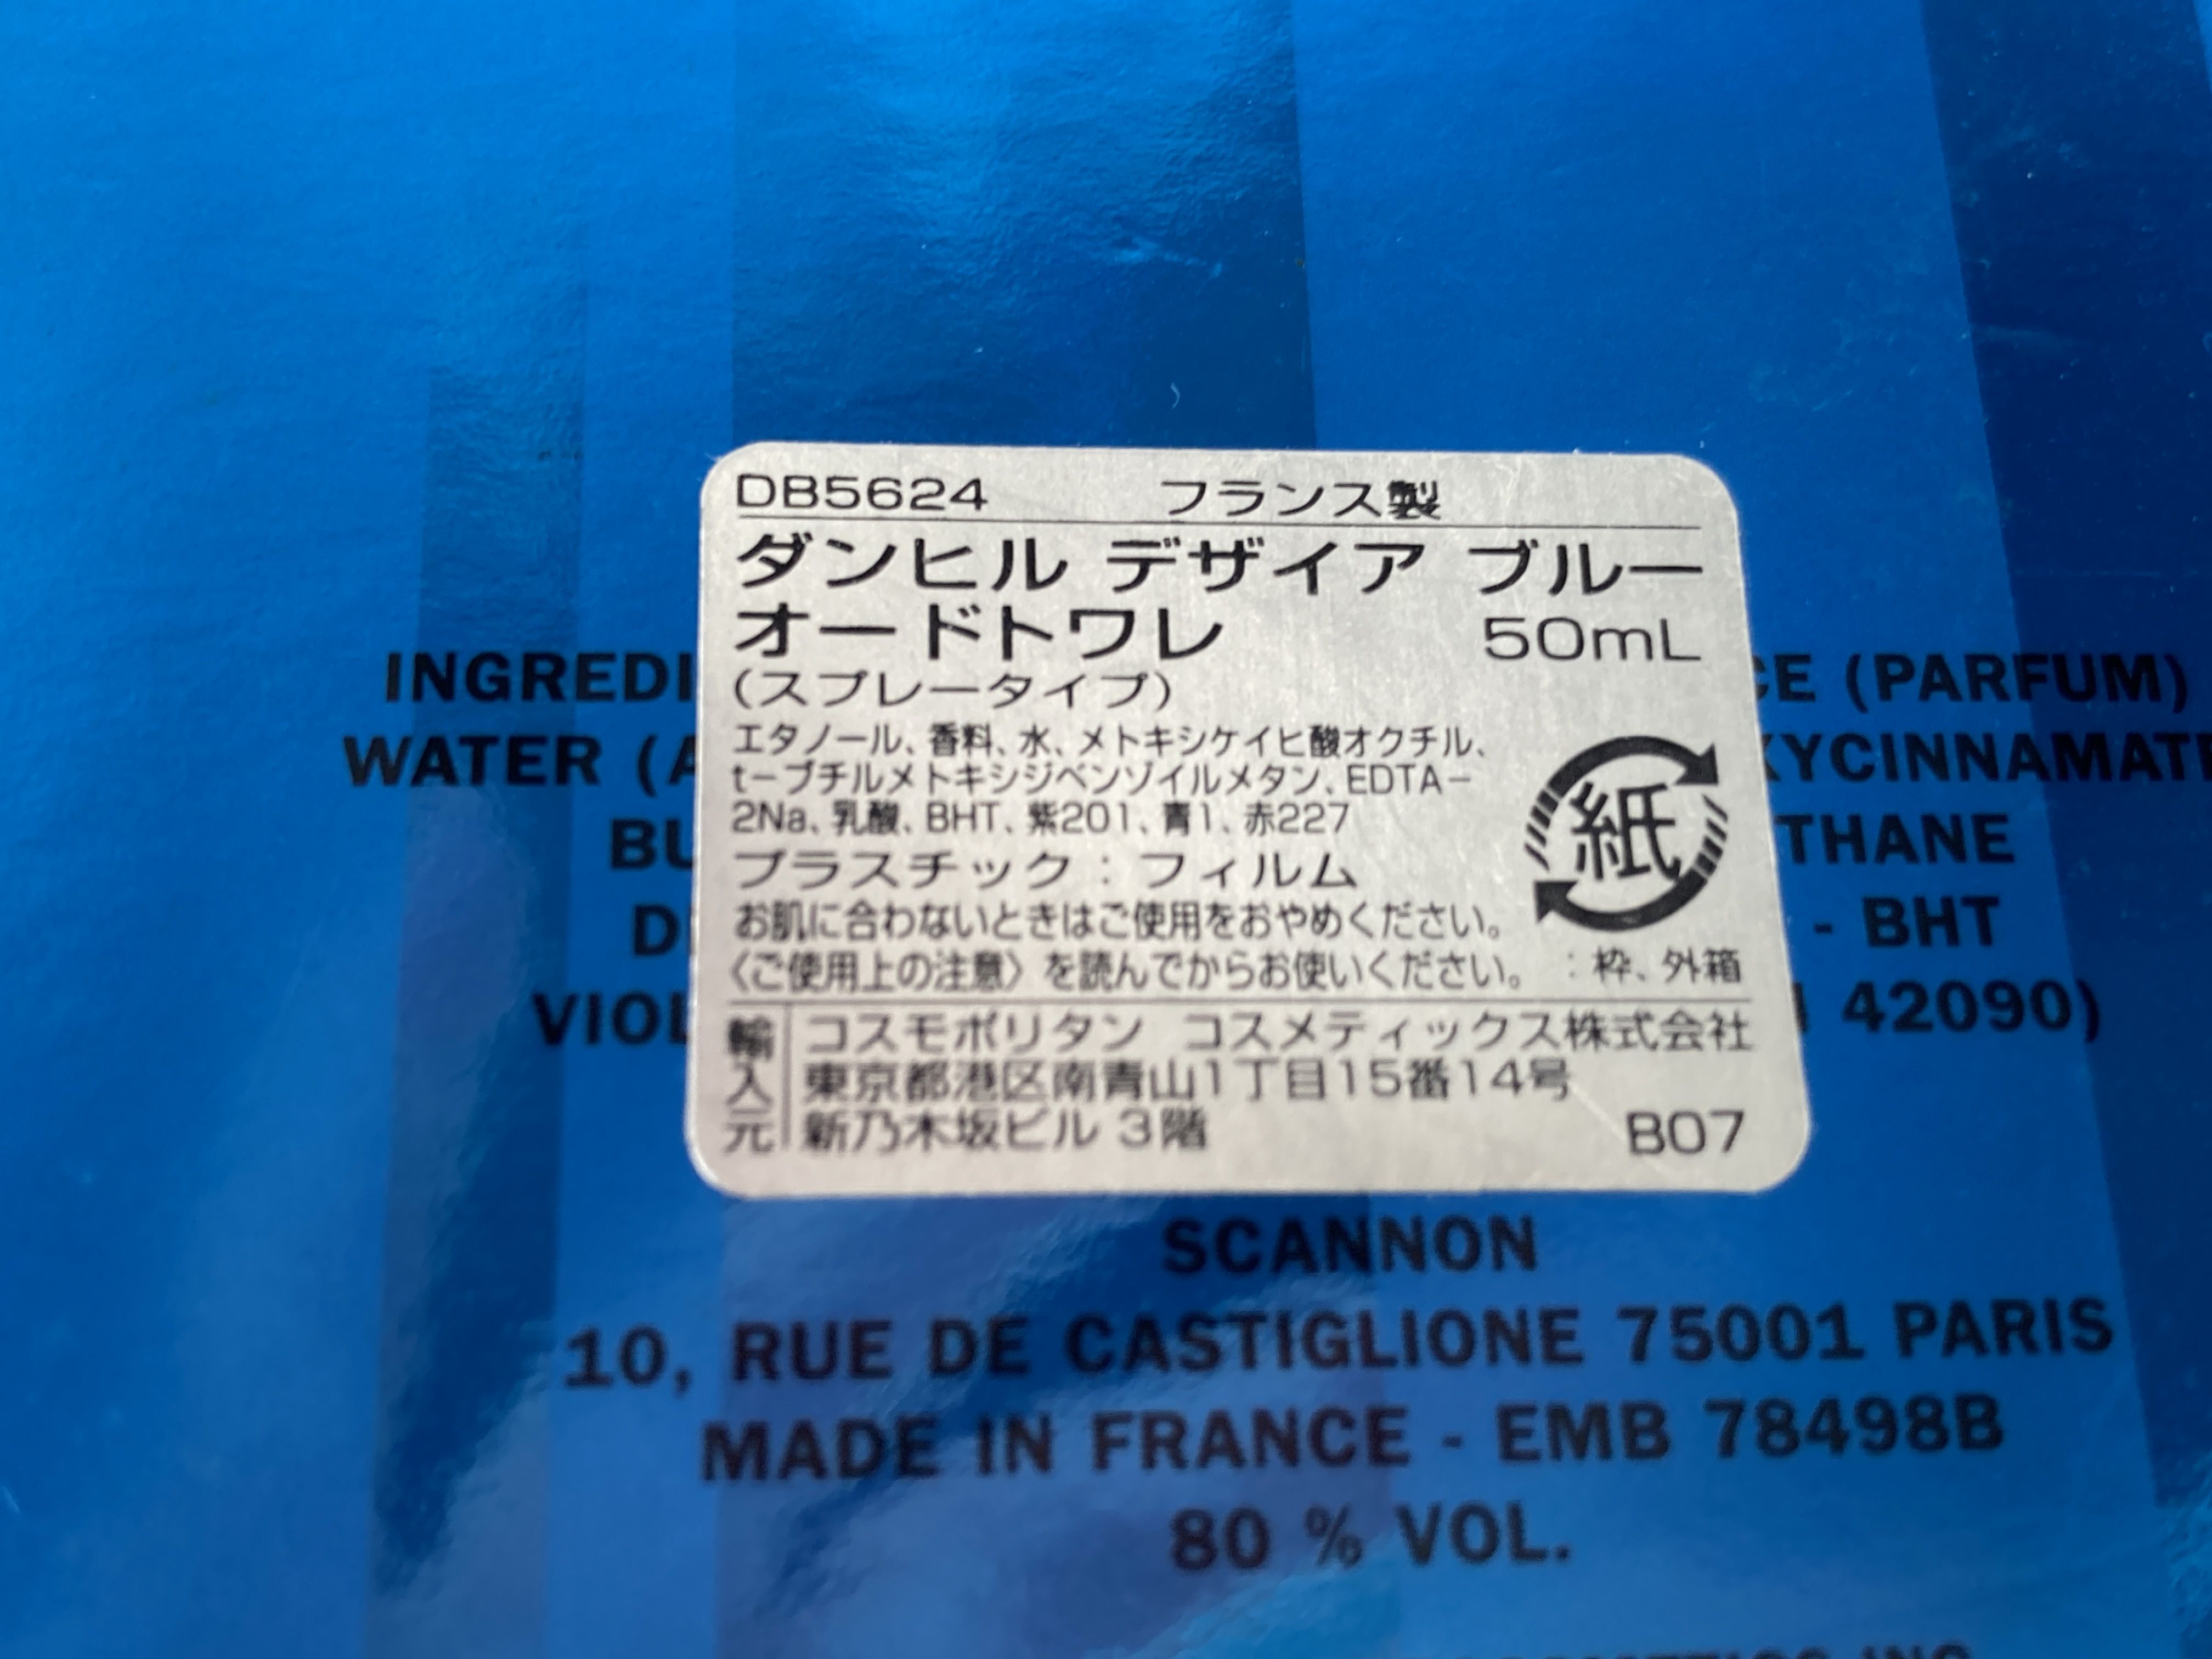 DB5624 フランス製
ダンヒル デザイア ブルー
オードトワレ 50mL
(スプレータイプ)
エタノール、香料、水、メトキシケイヒ酸オクチル、
t－ブチルメトキシジベンゾイルメタン、EDTA－
2Na、乳酸、BHT、紫201、青1、赤227
プラスチック：フィルム
お肌に合わないときはご使用をおやめください。
〈ご使用上の注意〉を読んでからお使いください。
紙
：枠、外箱
輸入元
コスモポリタン コスメティックス株式会社
東京都港区南青山1丁目15番14号
新乃木坂ビル 3階 B07
INGREDI CE (PARFUM)
WATER (A XYCINNAMATE
BU THANE
D - BHT
VIOL 42090)
SCANNON
10, RUE DE CASTIGLIONE 75001 PARIS
MADE IN FRANCE - EMB 78498B
80 % VOL.